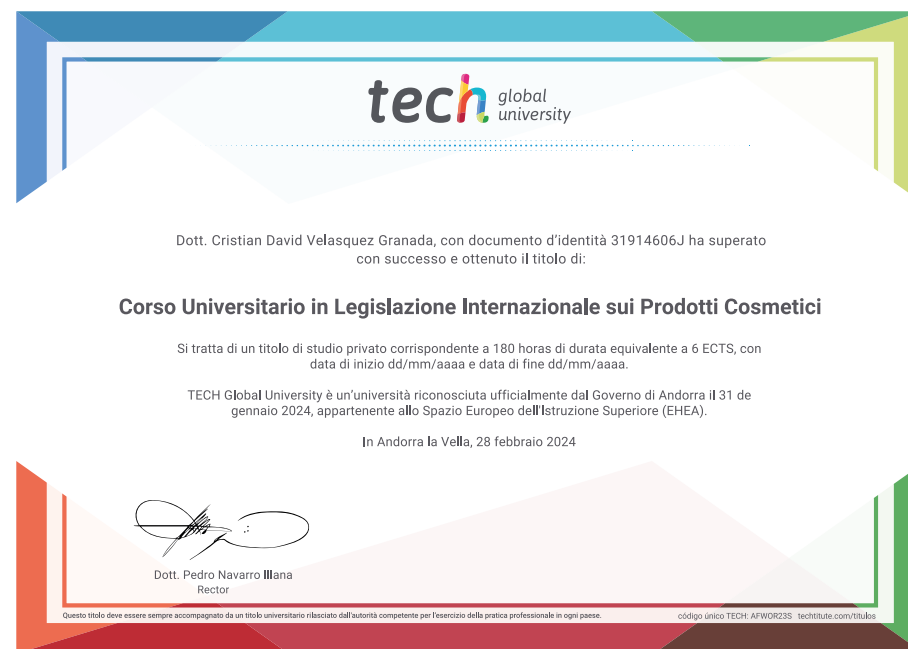 tech global university
Dott. Cristian David Velasquez Granada, con documento d'identità 31914606J ha superato
con successo e ottenuto il titolo di:
Corso Universitario in Legislazione Internazionale sui Prodotti Cosmetici
Si tratta di un titolo di studio privato corrispondente a 180 horas di durata equivalente a 6 ECTS, con
data di inizio dd/mm/aaaa e data di fine dd/mm/aaaa.
TECH Global University è un'università riconosciuta ufficialmente dal Governo di Andorra il 31 de
gennaio 2024, appartenente allo Spazio Europeo dell'Istruzione Superiore (EHEA).
In Andorra la Vella, 28 febbraio 2024
Dott. Pedro Navarro Illana
Rector
Questo titolo deve essere sempre accompagnato da un titolo universitario rilasciato dall'autorità competente per l'esercizio della pratica professionale in ogni paese.
código único TECH: AFWOR23S techtitute.com/titulos